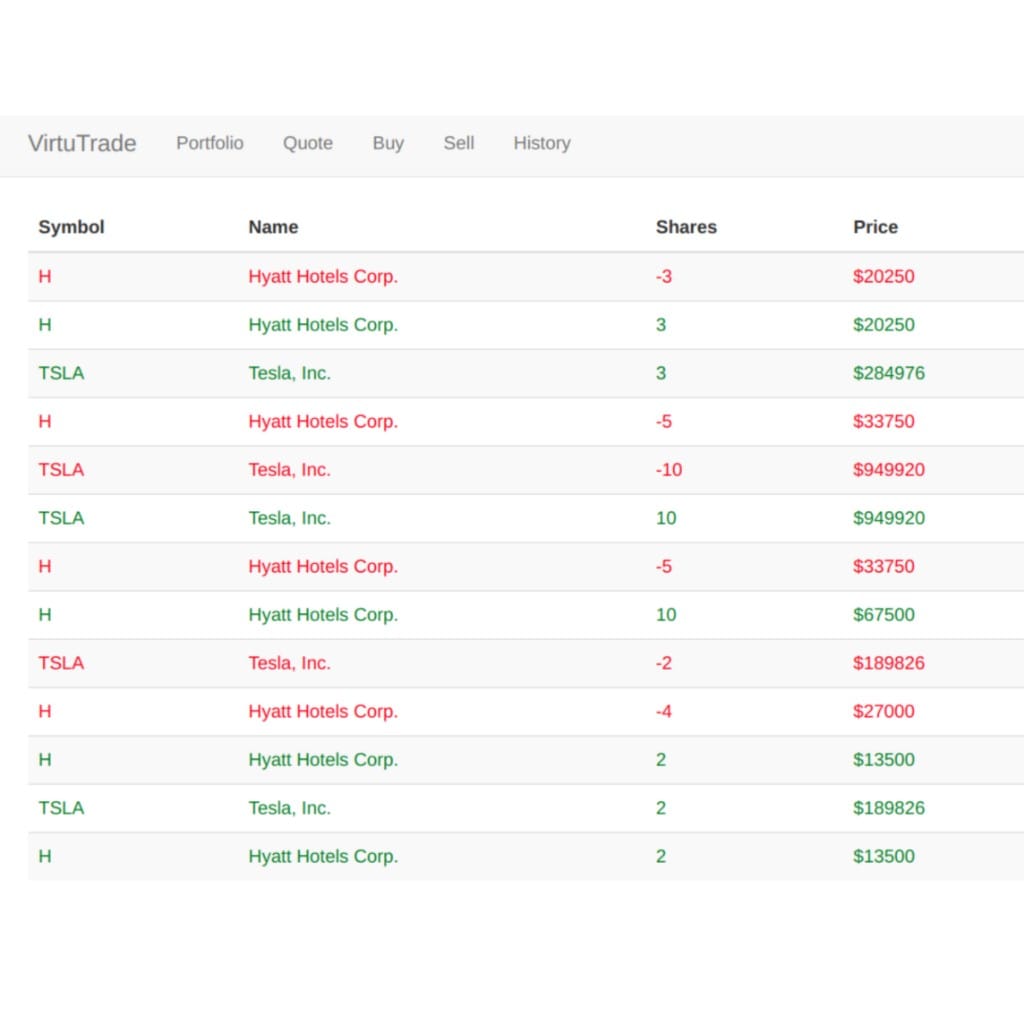 VirtuTrade Portfolio Quote Buy Sell History
Symbol Name Shares Price
H Hyatt Hotels Corp. -3 $20250
H Hyatt Hotels Corp. 3 $20250
TSLA Tesla, Inc. 3 $284976
H Hyatt Hotels Corp. -5 $33750
TSLA Tesla, Inc. -10 $949920
TSLA Tesla, Inc. 10 $949920
H Hyatt Hotels Corp. -5 $33750
H Hyatt Hotels Corp. 10 $67500
TSLA Tesla, Inc. -2 $189826
H Hyatt Hotels Corp. -4 $27000
H Hyatt Hotels Corp. 2 $13500
TSLA Tesla, Inc. 2 $189826
H Hyatt Hotels Corp. 2 $13500